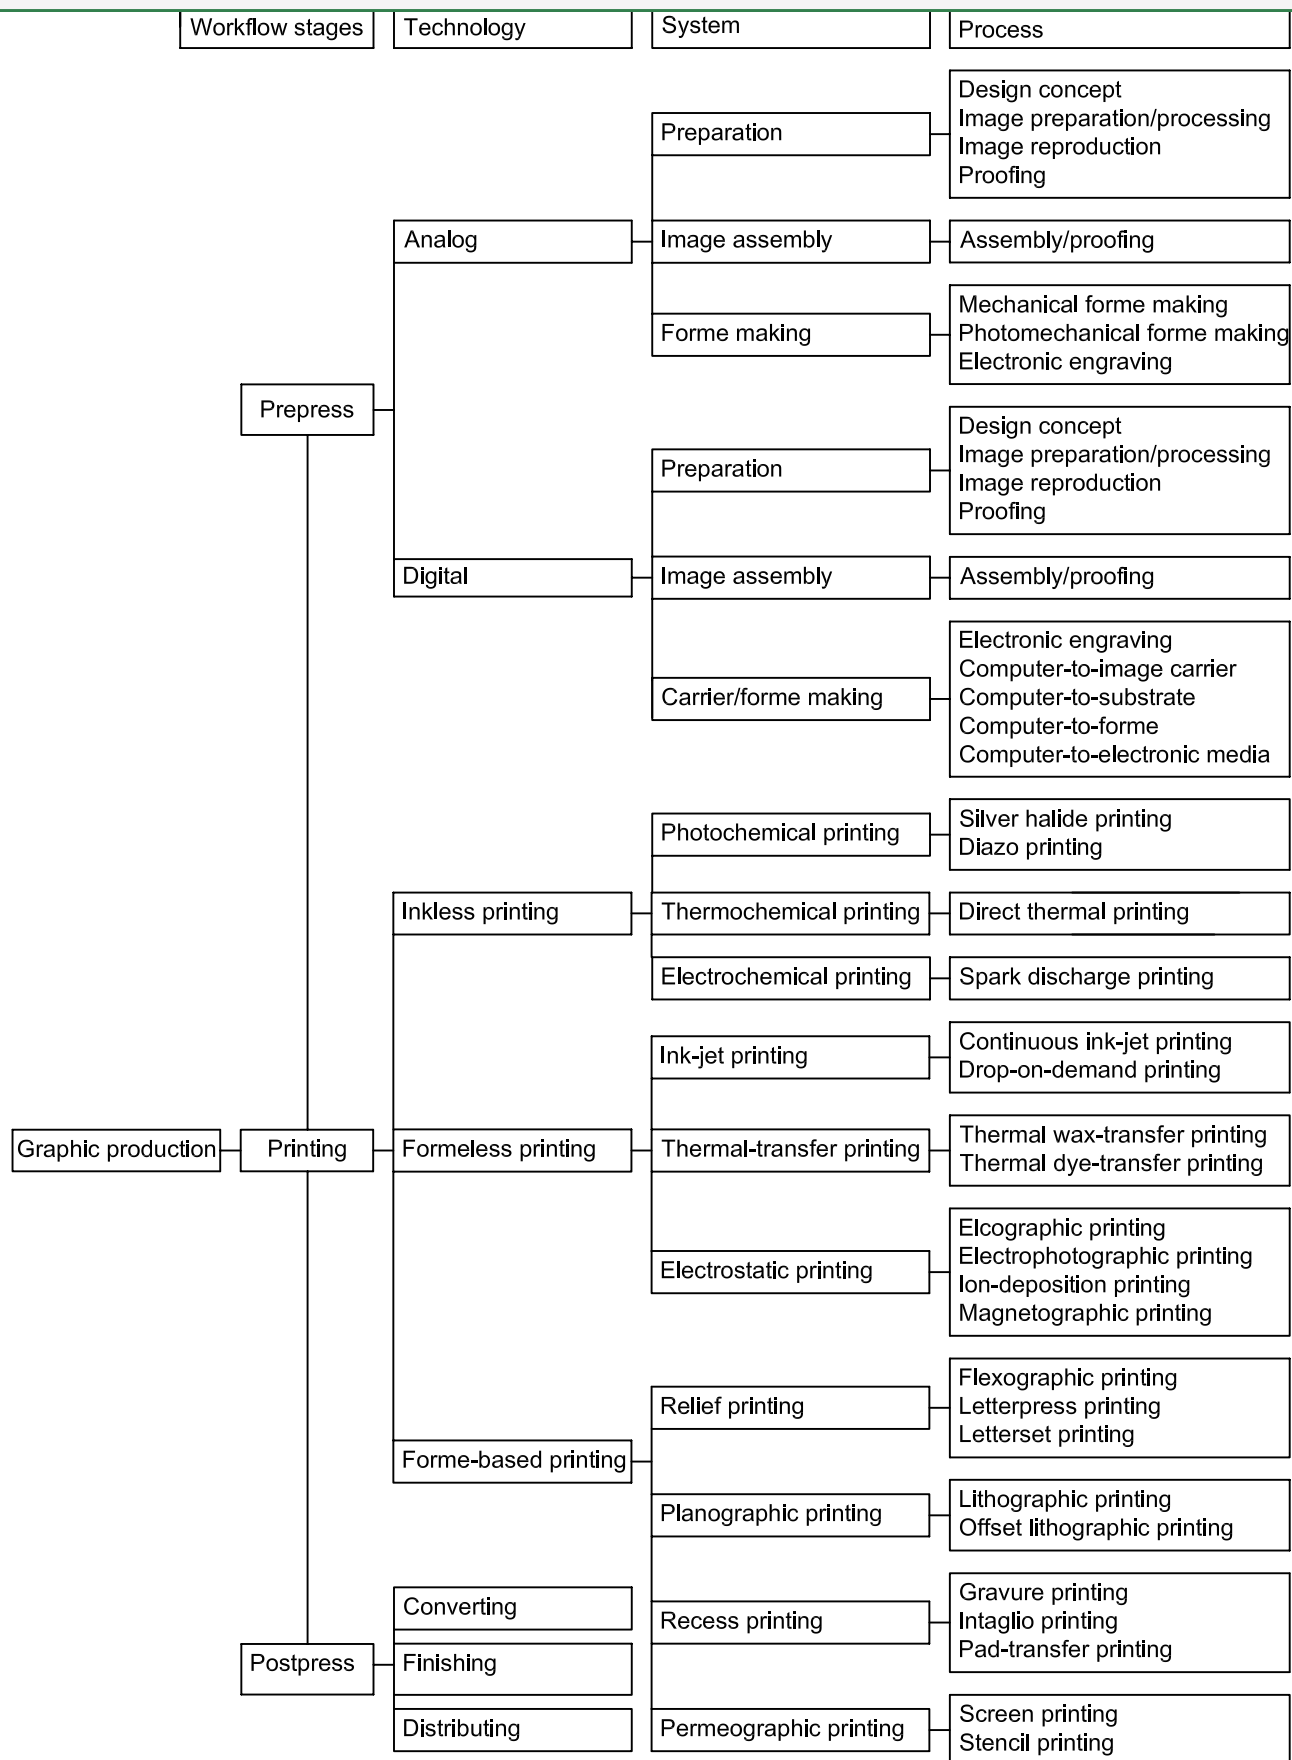 Workflow stages
Technology
System
Process
Preparation
Design concept
Image preparation/processing
Image reproduction
Proofing
Analog
Image assembly
Assembly/proofing
Forme making
Mechanical forme making
Photomechanical forme making
Electronic engraving
Prepress
Preparation
Design concept
Image preparation/processing
Image reproduction
Proofing
Digital
Image assembly
Assembly/proofing
Carrier/forme making
Electronic engraving
Computer-to-image carrier
Computer-to-substrate
Computer-to-forme
Computer-to-electronic media
Photochemical printing
Silver halide printing
Diazo printing
Inkless printing
Thermochemical printing
Direct thermal printing
Electrochemical printing
Spark discharge printing
Ink-jet printing
Continuous ink-jet printing
Drop-on-demand printing
Graphic production
Printing
Formeless printing
Thermal-transfer printing
Thermal wax-transfer printing
Thermal dye-transfer printing
Electrostatic printing
Elcographic printing
Electrophotographic printing
Ion-deposition printing
Magnetographic printing
Relief printing
Flexographic printing
Letterpress printing
Letterset printing
Forme-based printing
Planographic printing
Lithographic printing
Offset lithographic printing
Converting
Recess printing
Gravure printing
Intaglio printing
Pad-transfer printing
Postpress
Finishing
Distributing
Permeographic printing
Screen printing
Stencil printing